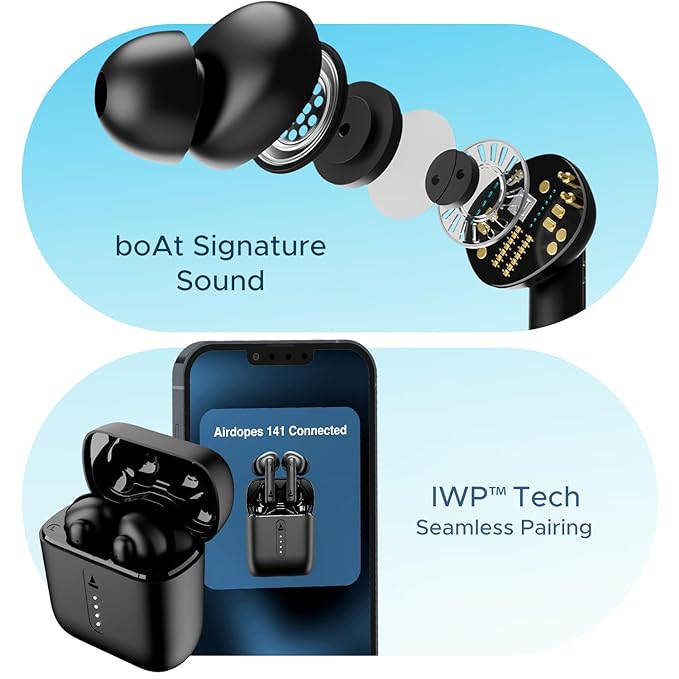 boAt Signature
Sound
Airdopes 141 Connected
IWP™ Tech
Seamless Pairing